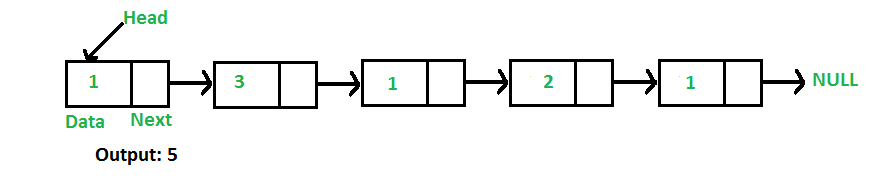 Head
1 3 1 2 1 NULL
Data Next
Output: 5